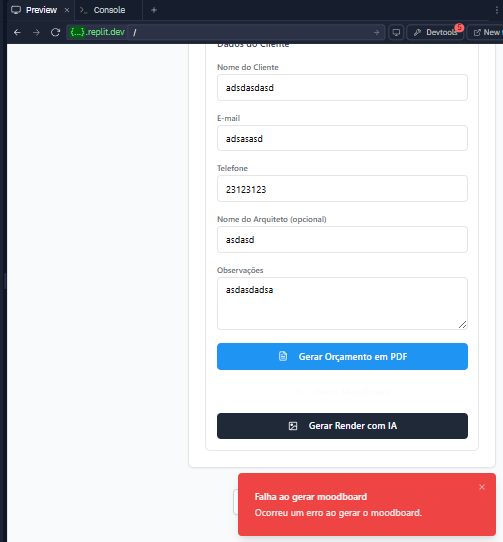 Preview
Console
{...}.replit.dev
/
Devtools
5
New
Dados do Cliente
Nome do Cliente
adsdasdasd
E-mail
adsasasd
Telefone
23123123
Nome do Arquiteto (opcional)
asdasd
Observações
asdasdadsa
Gerar Orçamento em PDF
Gerar Render com IA
Falha ao gerar moodboard
Ocorreu um erro ao gerar o moodboard.